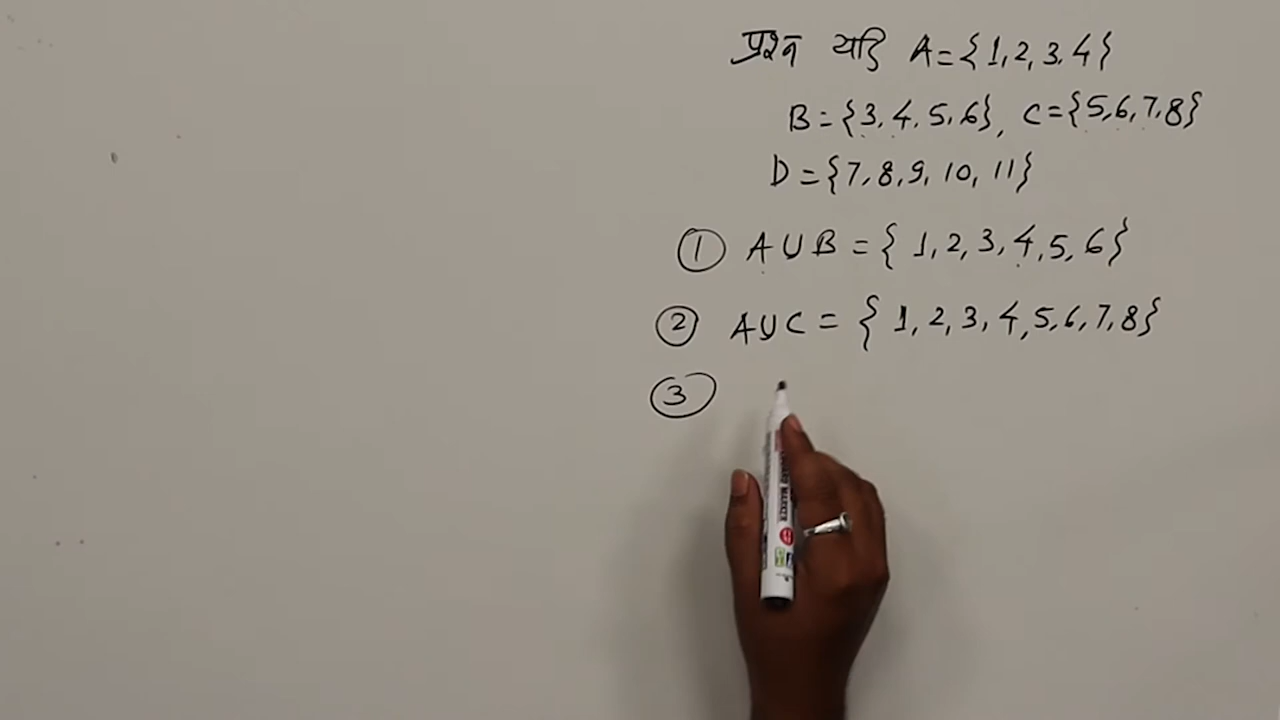 प्रश्न यदि A={1,2,3,4}
B={3,4,5,6}, C={5,6,7,8}
D={7,8,9,10,11}
① A∪B={1,2,3,4,5,6}
② A∪C={1,2,3,4,5,6,7,8}
③
MARKER